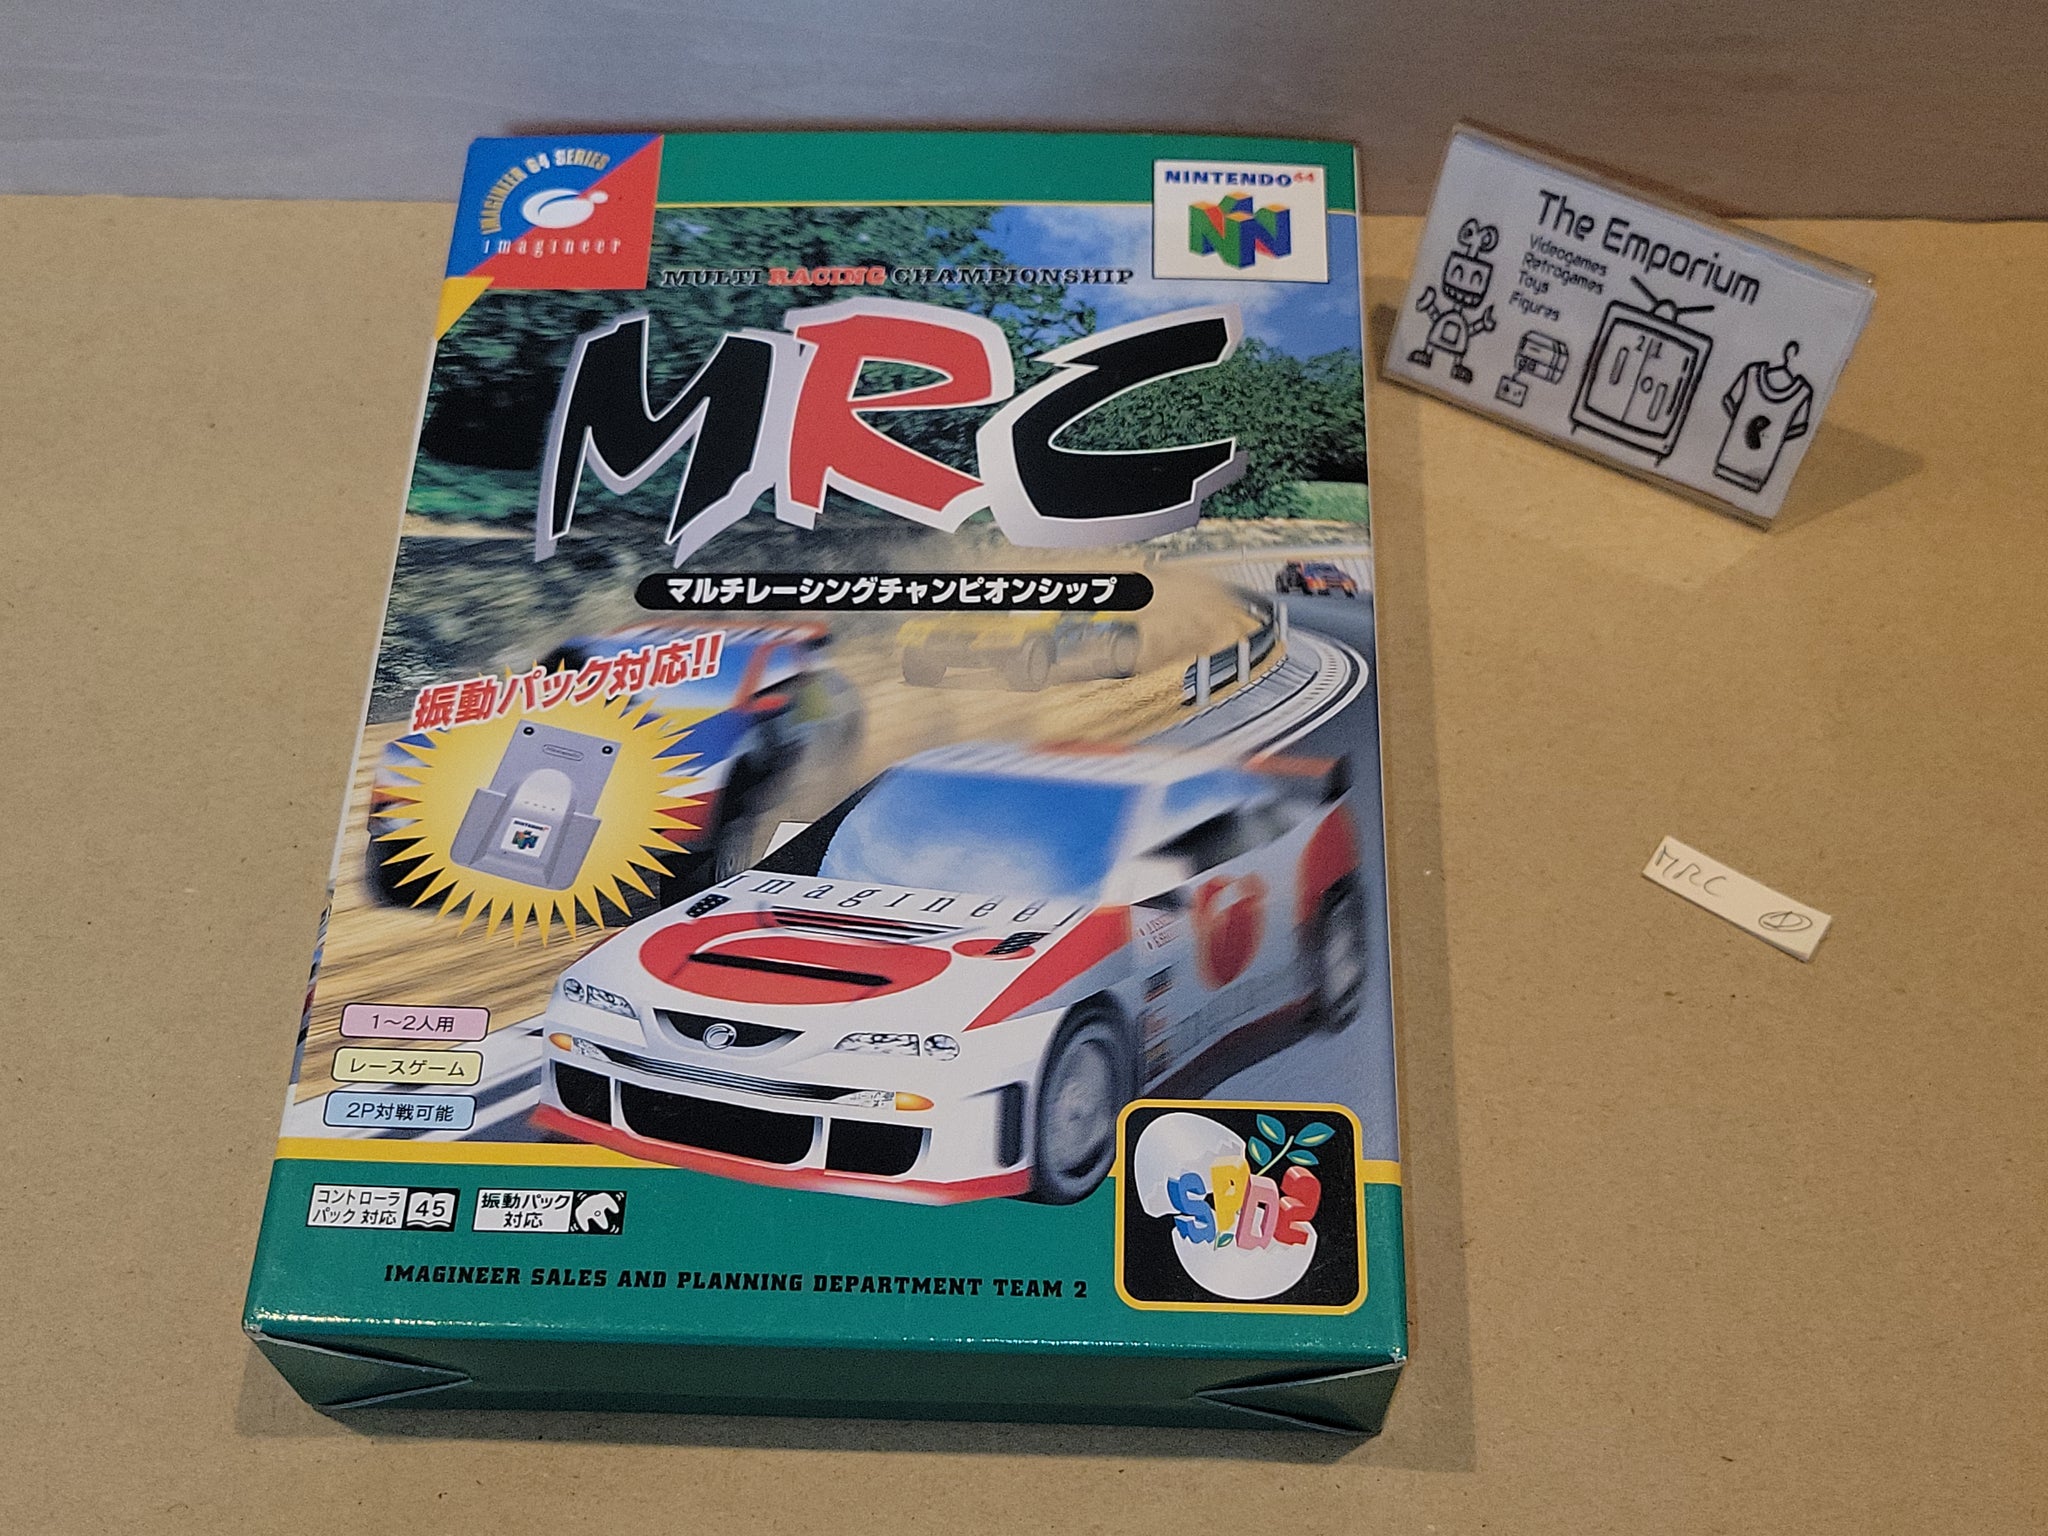 IMAGINEER 64 SERIES
imagineer
NINTENDO64
MULTI RACING CHAMPIONSHIP
MRC
マルチレーシングチャンピオンシップ
振動パック対応!!
Nintendo
NINTENDO64
imagineer
1〜2人用
レースゲーム
2P対戦可能
コントローラ
パック 対応 45
振動パック
対応
SPD2
IMAGINEER SALES AND PLANNING DEPARTMENT TEAM 2
The Emporium
Videogames
Retrogames
Toys
Figures
21
MRC 1